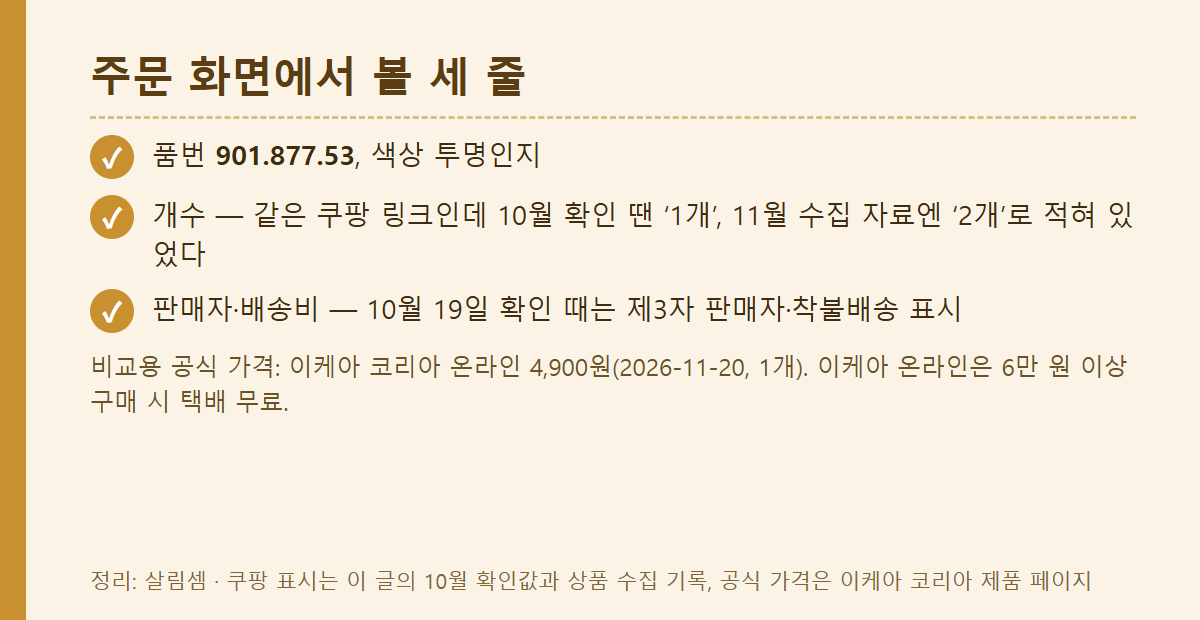 주문 화면에서 볼 세 줄
✓ 품번 901.877.53, 색상 투명인지
✓ 개수 — 같은 쿠팡 링크인데 10월 확인 땐 ‘1개’, 11월 수집 자료엔 ‘2개’로 적혀 있
었다
✓ 판매자·배송비 — 10월 19일 확인 때는 제3자 판매자·착불배송 표시
비교용 공식 가격: 이케아 코리아 온라인 4,900원(2026-11-20, 1개). 이케아 온라인은 6만 원 이상
구매 시 택배 무료.
정리: 살림셈 · 쿠팡 표시는 이 글의 10월 확인값과 상품 수집 기록, 공식 가격은 이케아 코리아 제품 페이지